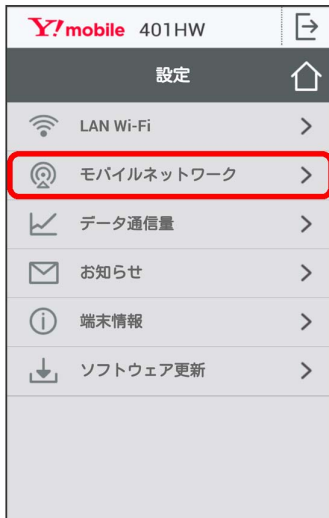 Y!mobile 401HW
設定
LAN Wi-Fi
モバイルネットワーク
データ通信量
お知らせ
端末情報
ソフトウェア更新